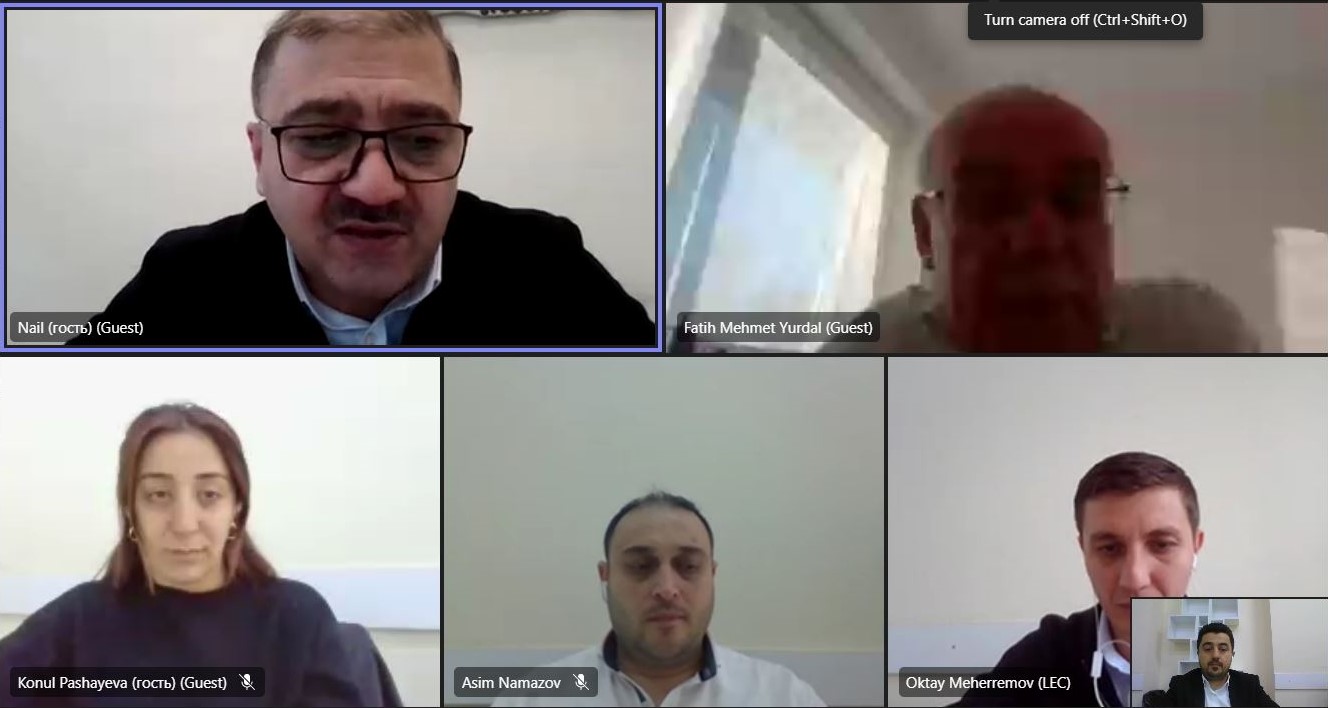 Turn camera off (Ctrl+Shift+O)
Nail (гость) (Guest)
Fatih Mehmet Yurdal (Guest)
Konul Pashayeva (гость) (Guest)
Asim Namazov
Oktay Meherremov (LEC)